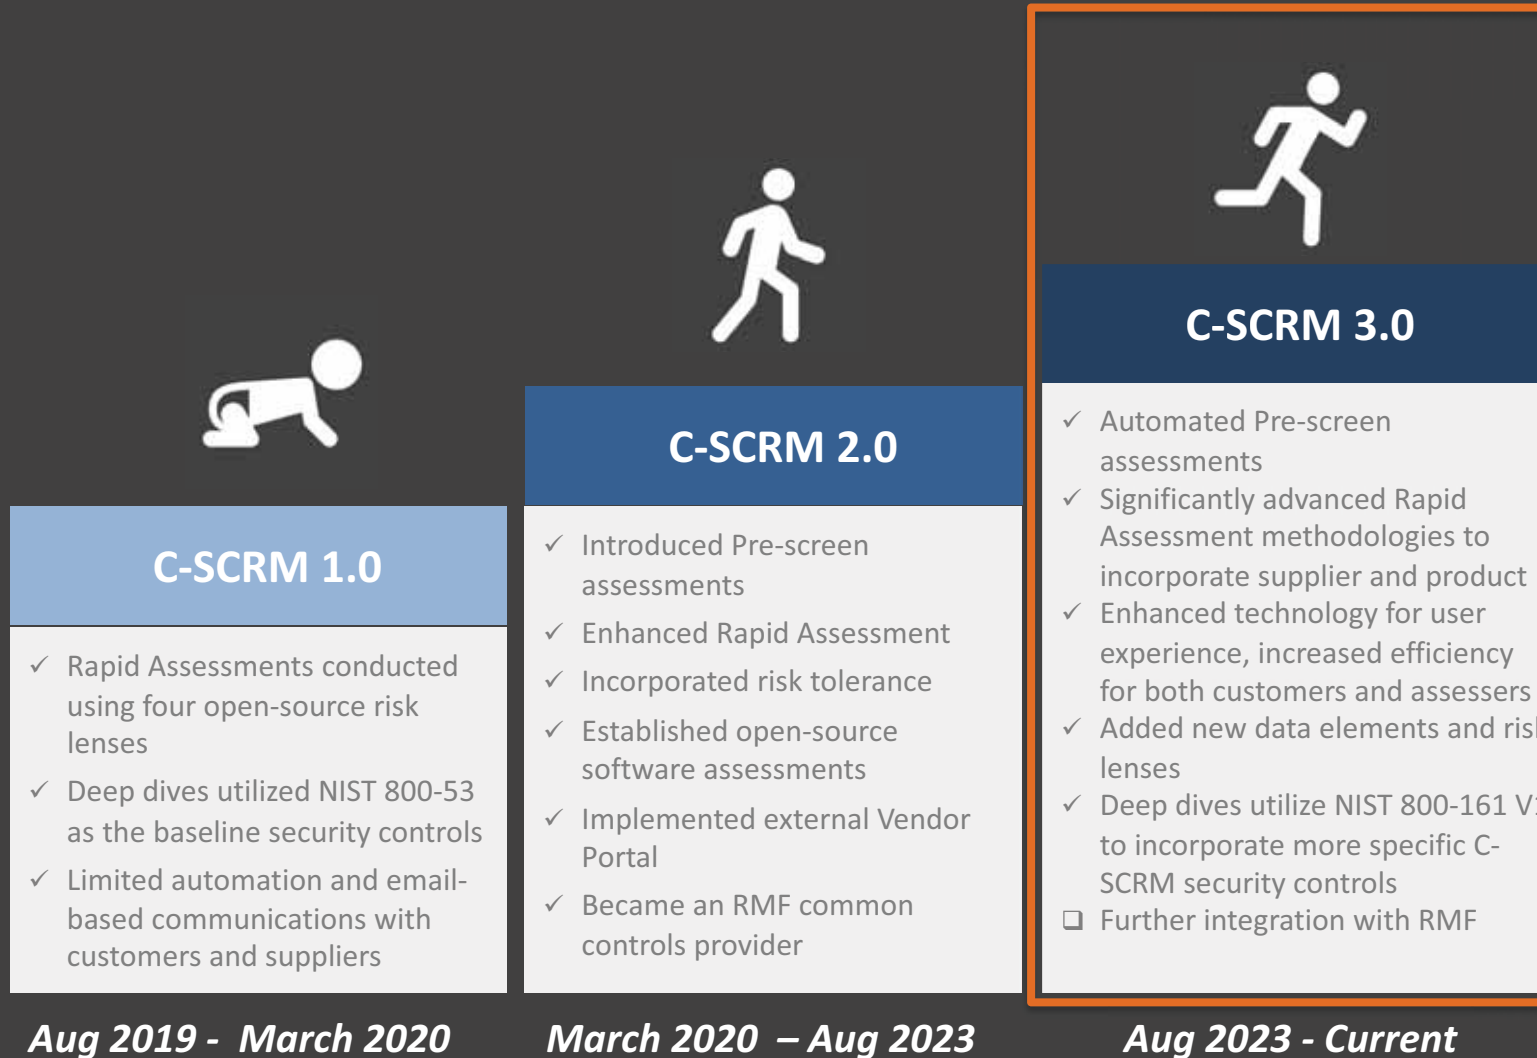 C-SCRM 1.0
✓ Rapid Assessments conducted
using four open-source risk
lenses
✓ Deep dives utilized NIST 800-53
as the baseline security controls
✓ Limited automation and email-
based communications with
customers and suppliers
Aug 2019 - March 2020
C-SCRM 2.0
✓ Introduced Pre-screen
assessments
✓ Enhanced Rapid Assessment
✓ Incorporated risk tolerance
✓ Established open-source
software assessments
✓ Implemented external Vendor
Portal
✓ Became an RMF common
controls provider
March 2020 – Aug 2023
C-SCRM 3.0
✓ Automated Pre-screen
assessments
✓ Significantly advanced Rapid
Assessment methodologies to
incorporate supplier and product
✓ Enhanced technology for user
experience, increased efficiency
for both customers and assessers
✓ Added new data elements and
lenses
✓ Deep dives utilize NIST 800-161
to incorporate more specific C-
SCRM security controls
❑ Further integration with RMF
Aug 2023 - Current